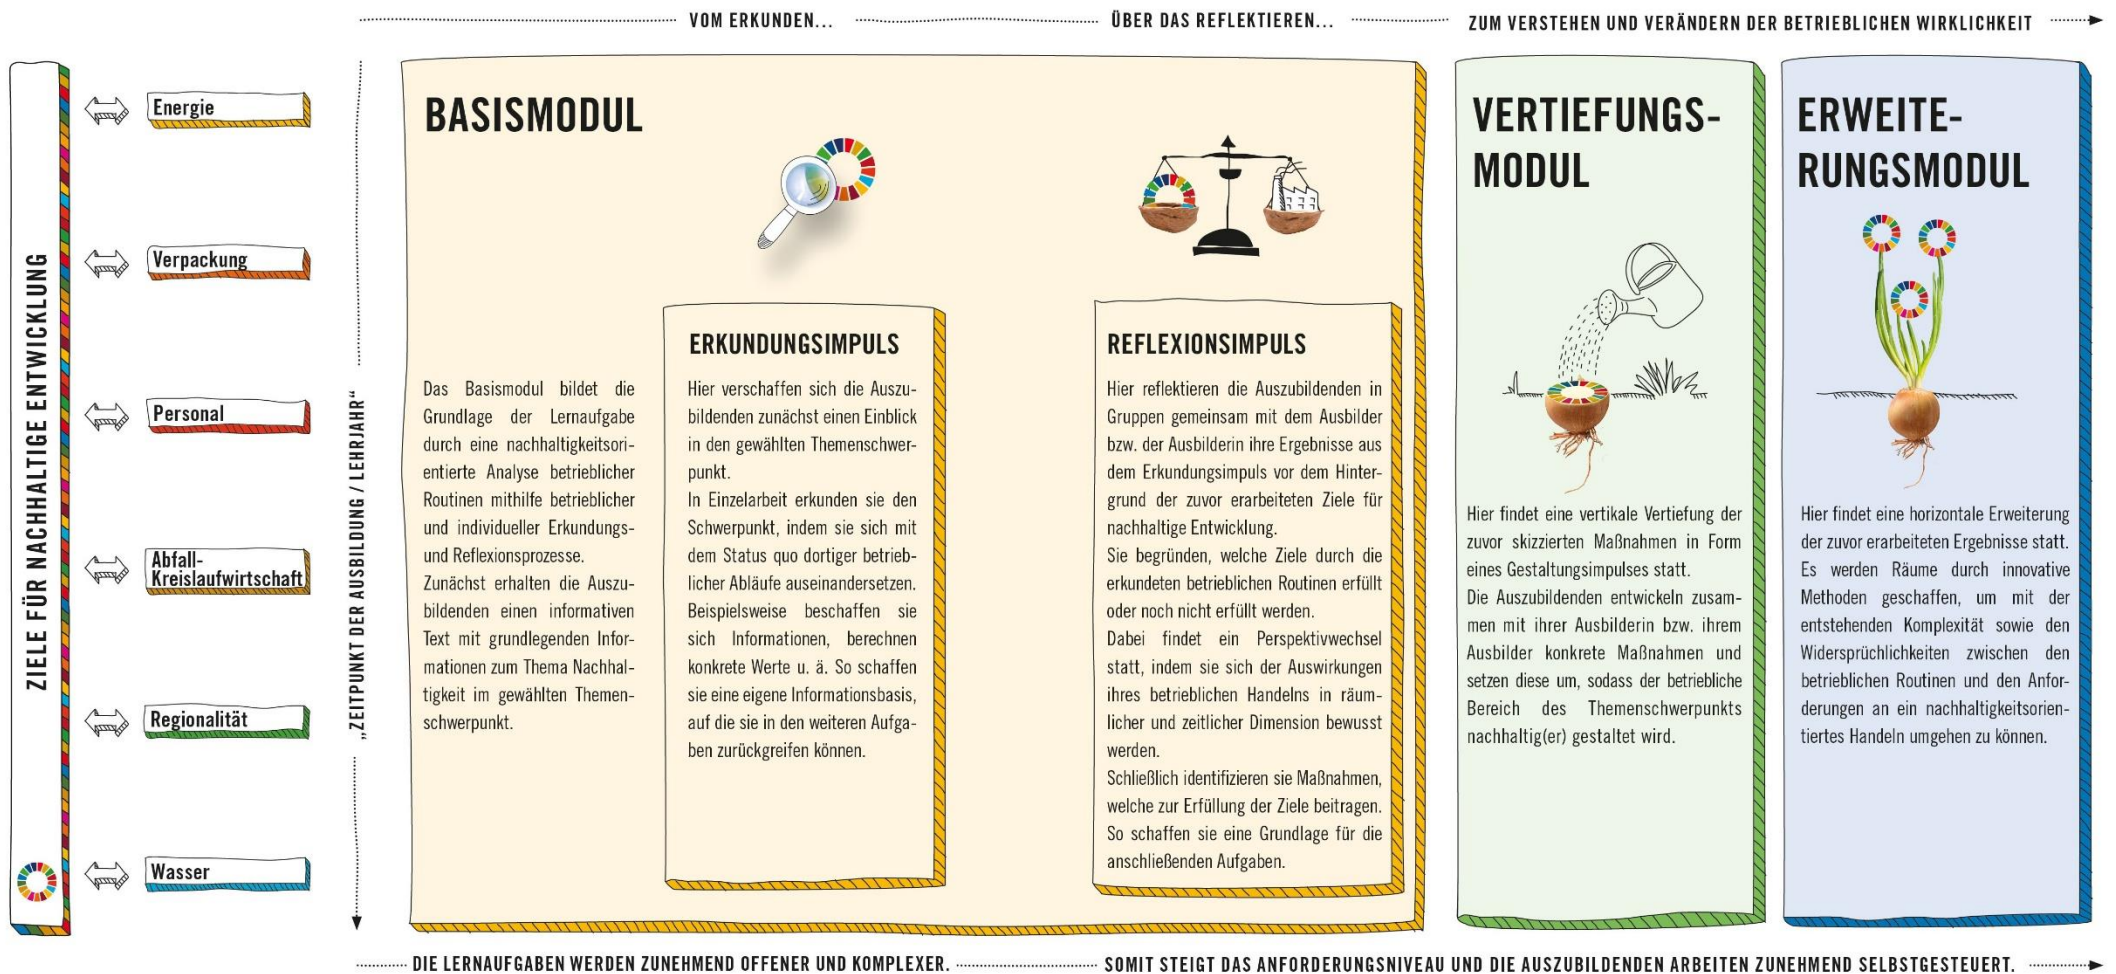 VOM ERKUNDEN...
ÜBER DAS REFLEKTIEREN...
ZUM VERSTEHEN UND VERÄNDERN DER BETRIEBLICHEN WIRKLICHKEIT
ZIELE FÜR NACHHALTIGE ENTWICKLUNG
Energie
Verpackung
Personal
Abfall-
Kreislaufwirtschaft
Regionalität
Wasser
„ZEITPUNKT DER AUSBILDUNG / LEHRJAHR“
BASISMODUL
Das Basismodul bildet die
Grundlage der Lernaufgabe
durch eine nachhaltigkeitsori-
entierte Analyse betrieblicher
Routinen mithilfe betrieblicher
und individueller Erkundungs-
und Reflexionsprozesse.
Zunächst erhalten die Auszu-
bildenden einen informativen
Text mit grundlegenden Infor-
mationen zum Thema Nachhal-
tigkeit im gewählten Themen-
schwerpunkt.
ERKUNDUNGSIMPULS
Hier verschaffen sich die Auszu-
bildenden zunächst einen Einblick
in den gewählten Themenschwer-
punkt.
In Einzelarbeit erkunden sie den
Schwerpunkt, indem sie sich mit
dem Status quo dortiger betrieb-
licher Abläufe auseinandersetzen.
Beispielsweise beschaffen sie
sich Informationen, berechnen
konkrete Werte u. ä. So schaffen
sie eine eigene Informationsbasis,
auf die sie in den weiteren Aufga-
ben zurückgreifen können.
REFLEXIONSIMPULS
Hier reflektieren die Auszubildenden in
Gruppen gemeinsam mit dem Ausbilder
bzw. der Ausbilderin ihre Ergebnisse aus
dem Erkundungsimpuls vor dem Hinter-
grund der zuvor erarbeiteten Ziele für
nachhaltige Entwicklung.
Sie begründen, welche Ziele durch die
erkundeten betrieblichen Routinen erfüllt
oder noch nicht erfüllt werden.
Dabei findet ein Perspektivwechsel
statt, indem sie sich der Auswirkungen
ihres betrieblichen Handelns in räum-
licher und zeitlicher Dimension bewusst
werden.
Schließlich identifizieren sie Maßnahmen,
welche zur Erfüllung der Ziele beitragen.
So schaffen sie eine Grundlage für die
anschließenden Aufgaben.
VERTIEFUNGS-
MODUL
Hier findet eine vertikale Vertiefung der
zuvor skizzierten Maßnahmen in Form
eines Gestaltungsimpulses statt.
Die Auszubildenden entwickeln zusam-
men mit ihrer Ausbilderin bzw. ihrem
Ausbilder konkrete Maßnahmen und
setzen diese um, sodass der betriebliche
Bereich des Themenschwerpunkts
nachhaltig(er) gestaltet wird.
ERWEITE-
RUNGSMODUL
Hier findet eine horizontale Erweiterung
der zuvor erarbeiteten Ergebnisse statt.
Es werden Räume durch innovative
Methoden geschaffen, um mit der
entstehenden Komplexität sowie den
Widersprüchlichkeiten zwischen den
betrieblichen Routinen und den Anfor-
derungen an ein nachhaltigkeitsorien-
tiertes Handeln umgehen zu können.
DIE LERNAUFGABEN WERDEN ZUNEHMEND OFFENER UND KOMPLEXER.
SOMIT STEIGT DAS ANFORDERUNGSNIVEAU UND DIE AUSZUBILDENDEN ARBEITEN ZUNEHMEND SELBSTGESTEUERT.